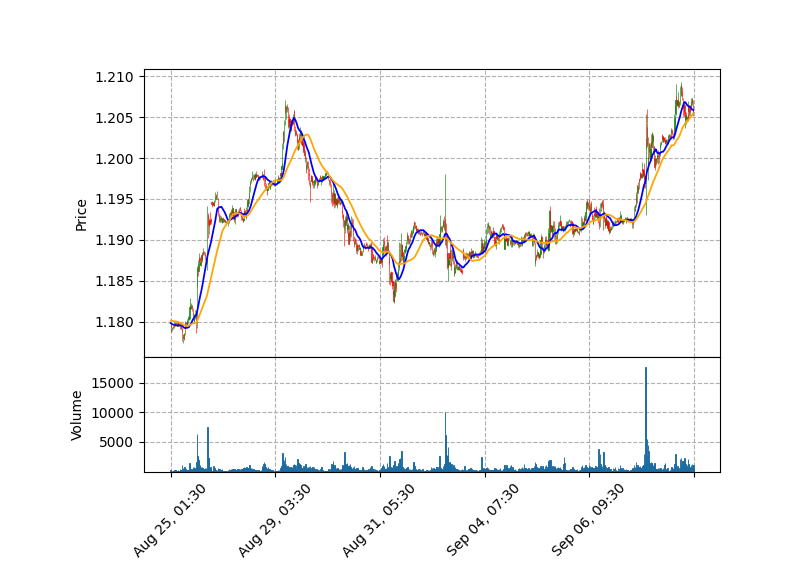 1.210
1.205
1.200
1.195
1.190
1.185
1.180
Price
15000
10000
5000
Volume
Aug 25, 01:30
Aug 29, 03:30
Aug 31, 05:30
Sep 04, 07:30
Sep 06, 09:30